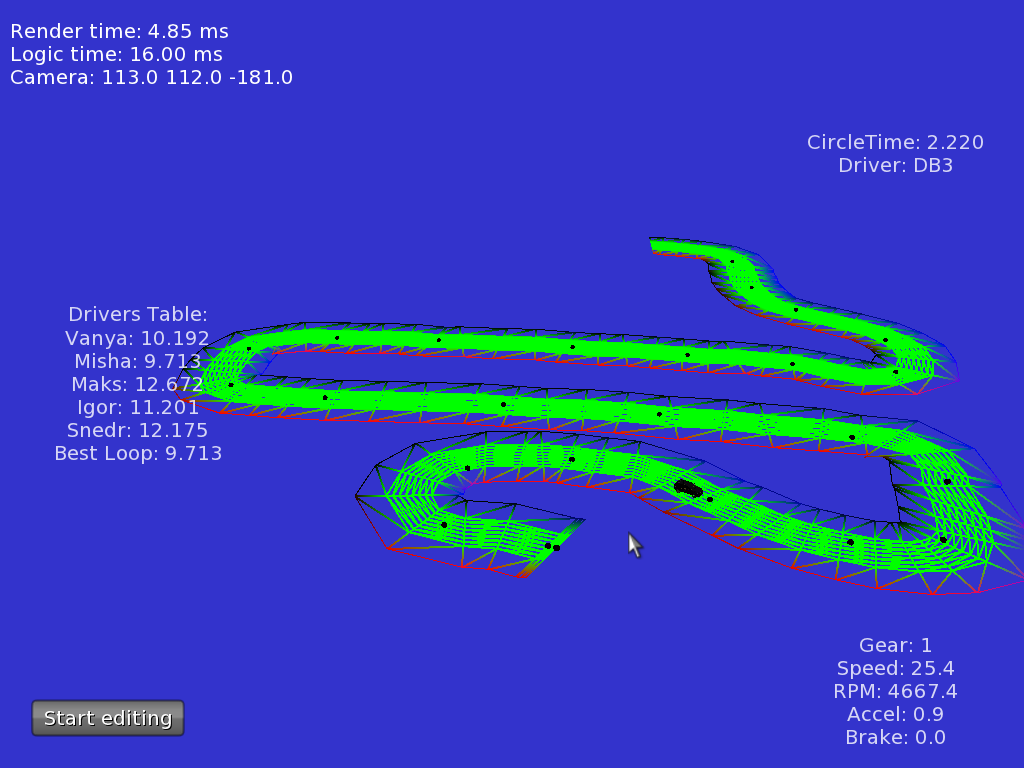 Render time: 4.85 ms
Logic time: 16.00 ms
Camera: 113.0 112.0 -181.0
CircleTime: 2.220
Driver: DB3
Drivers Table:
Vanya: 10.192
Misha: 9.713
Maks: 12.672
Igor: 11.201
Snedr: 12.175
Best Loop: 9.713
Gear: 1
Speed: 25.4
RPM: 4667.4
Accel: 0.9
Brake: 0.0
Start editing